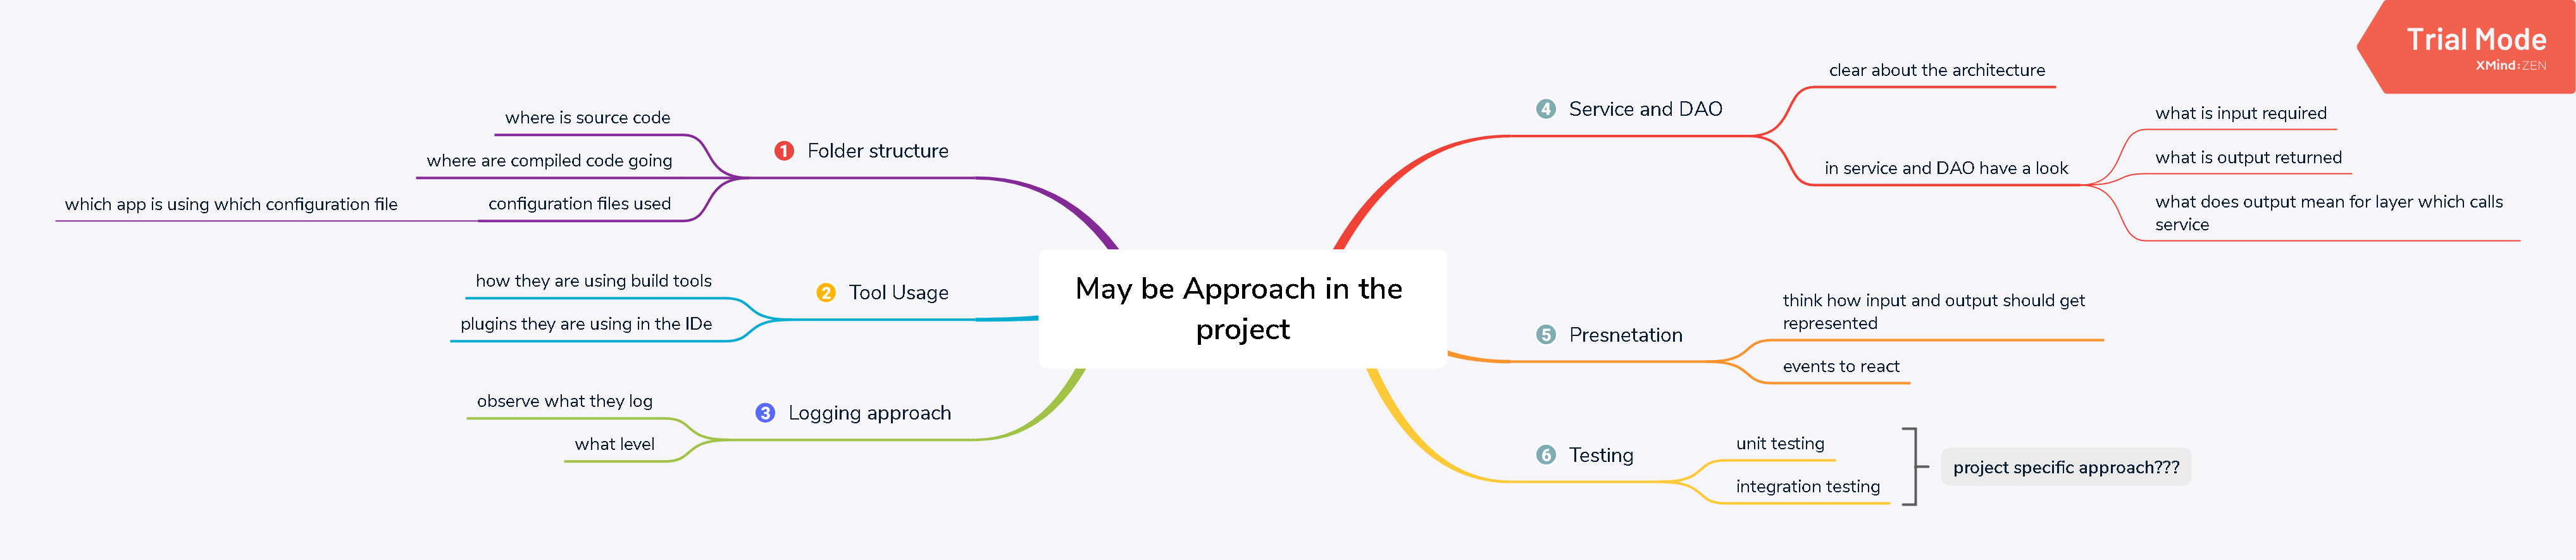 Trial Mode
XMind:ZEN
May be Approach in the
project
1 Folder structure
where is source code
where are compiled code going
configuration files used
which app is using which configuration file
2 Tool Usage
how they are using build tools
plugins they are using in the IDe
3 Logging approach
observe what they log
what level
4 Service and DAO
clear about the architecture
in service and DAO have a look
what is input required
what is output returned
what does output mean for layer which calls
service
5 Presnetation
think how input and output should get
represented
events to react
6 Testing
unit testing
integration testing
project specific approach???